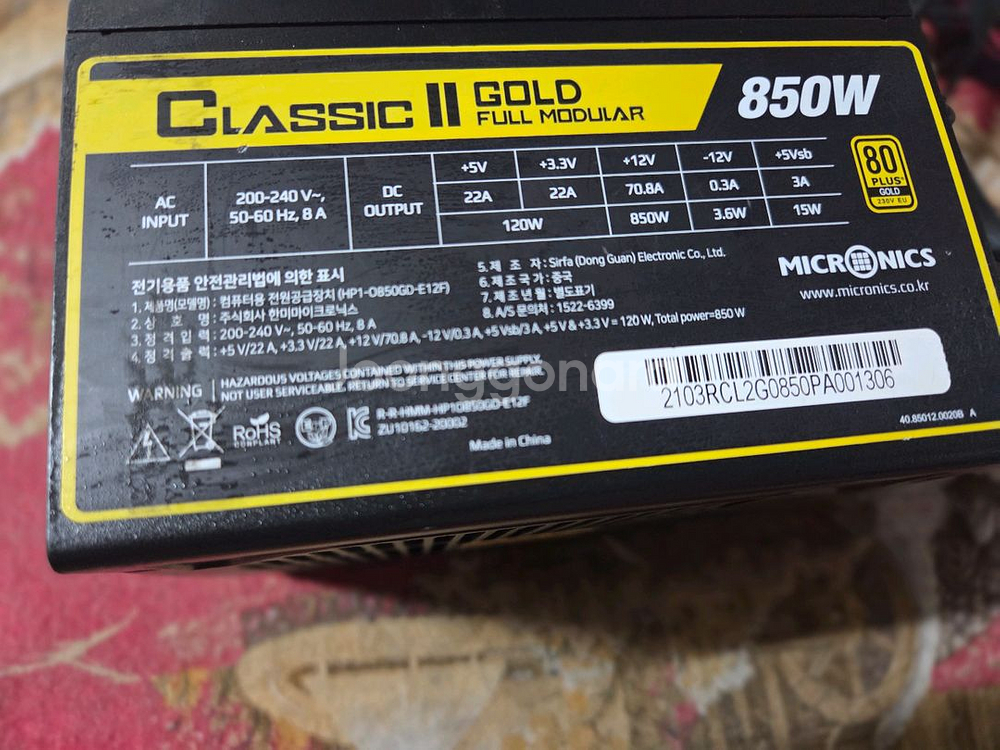 CLASSIC II GOLD FULL MODULAR
850W
AC INPUT
200-240 V~, 50-60 Hz, 8 A
DC OUTPUT
+5V +3.3V +12V -12V +5Vsb
22A 22A 70.8A 0.3A 3A
120W 850W 3.6W 15W
80 PLUS GOLD
230V EU
전기용품 안전관리법에 의한 표시
1. 제품명(모델명) : 컴퓨터용 전원공급장치 (HP1-O850GD-E12F)
2. 상 호 명 : 주식회사 한미마이크로닉스
3. 정 격 입 력 : 200-240 V~, 50-60 Hz, 8 A
4. 정 격 출 력 : +5 V/22 A, +3.3 V/22 A, +12 V/70.8 A, -12 V/0.3 A, +5 Vsb/3 A, +5 V & +3.3 V = 120 W, Total power=850 W
5. 제 조 자 : Sirfa (Dong Guan) Electronic Co., Ltd.
6. 제 조 국 가 : 중국
7. 제 조 년 월 : 별도표기
8. A/S 문의처 : 1522-6399
MICRONICS
www.micronics.co.kr
WARNING
HAZARDOUS VOLTAGES CONTAINED WITHIN THIS POWER SUPPLY.
NOT USER SERVICEABLE. RETURN TO SERVICE CENTER FOR REPAIR.
RoHS
COMPLIANT
R-R-HMM-HP1O850GD-E12F
ZU10162-20002
Made in China
2103RCL2G0850PA001306
40.85012.0020B A